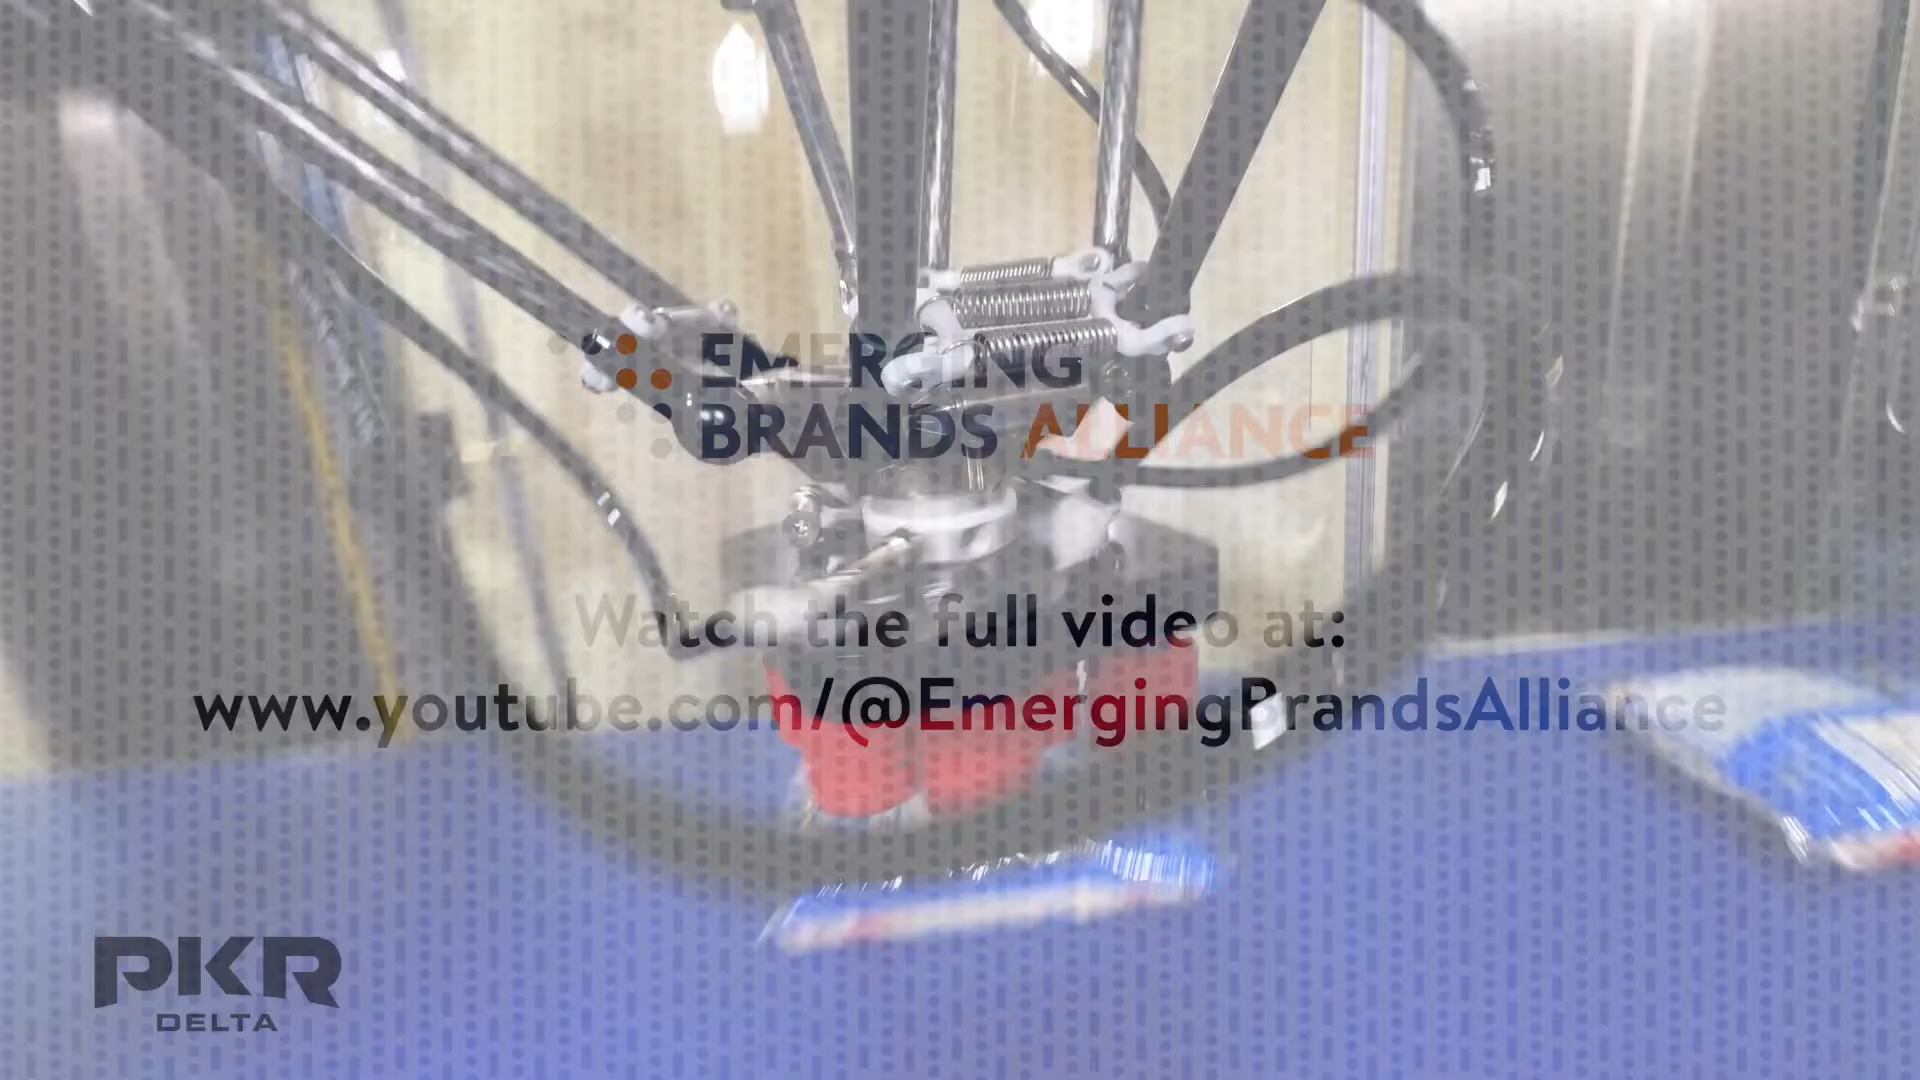 EMERGING
BRANDS ALLIANCE
Watch the full video at:
www.youtube.com/@EmergingBrandsAlliance
PKR
DELTA